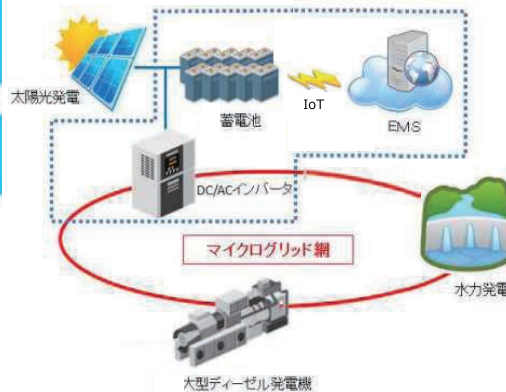 太陽光発電
蓄電池
IoT
EMS
DC/ACインバータ
マイクログリッド網
水力発電
大型ディーゼル発電機